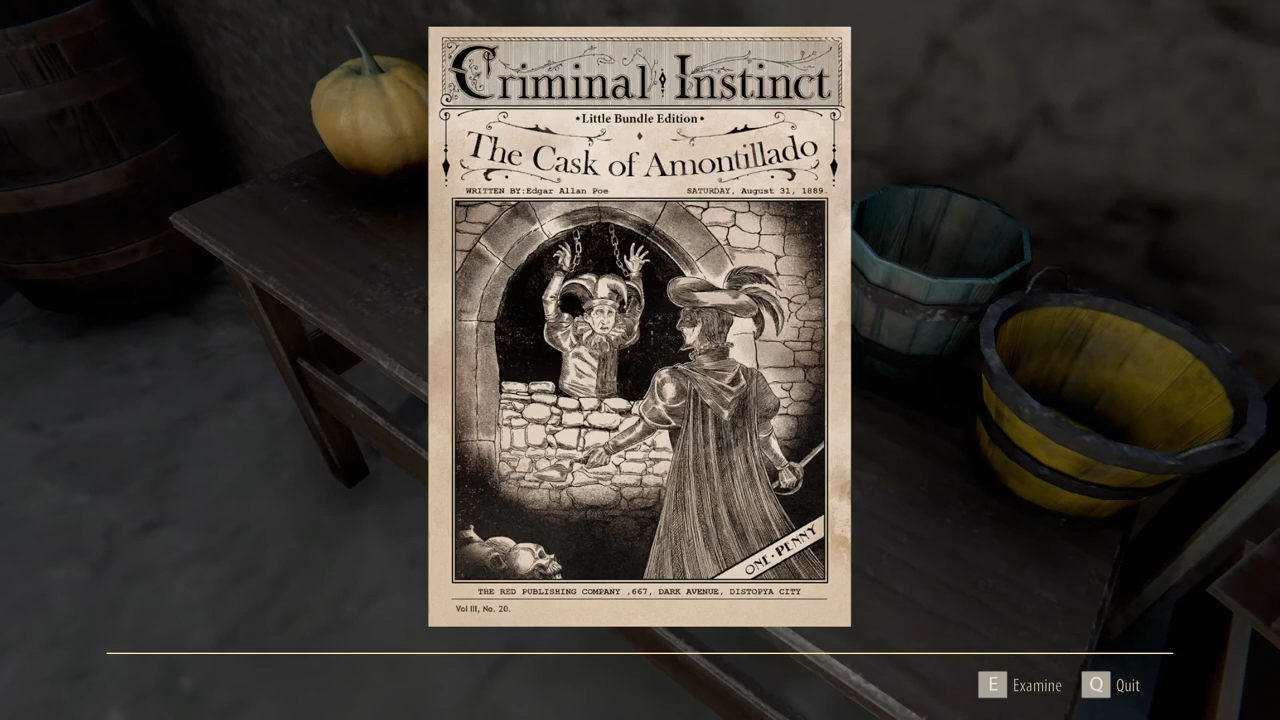 Criminal Instinct
•Little Bundle Edition•
The Cask of Amontillado
WRITTEN BY:Edgar Allan Poe SATURDAY, August 31, 1889.
ONE·PENNY
THE RED PUBLISHING COMPANY ,667, DARK AVENUE, DISTOPYA CITY
Vol III, No. 20.
E Examine Q Quit